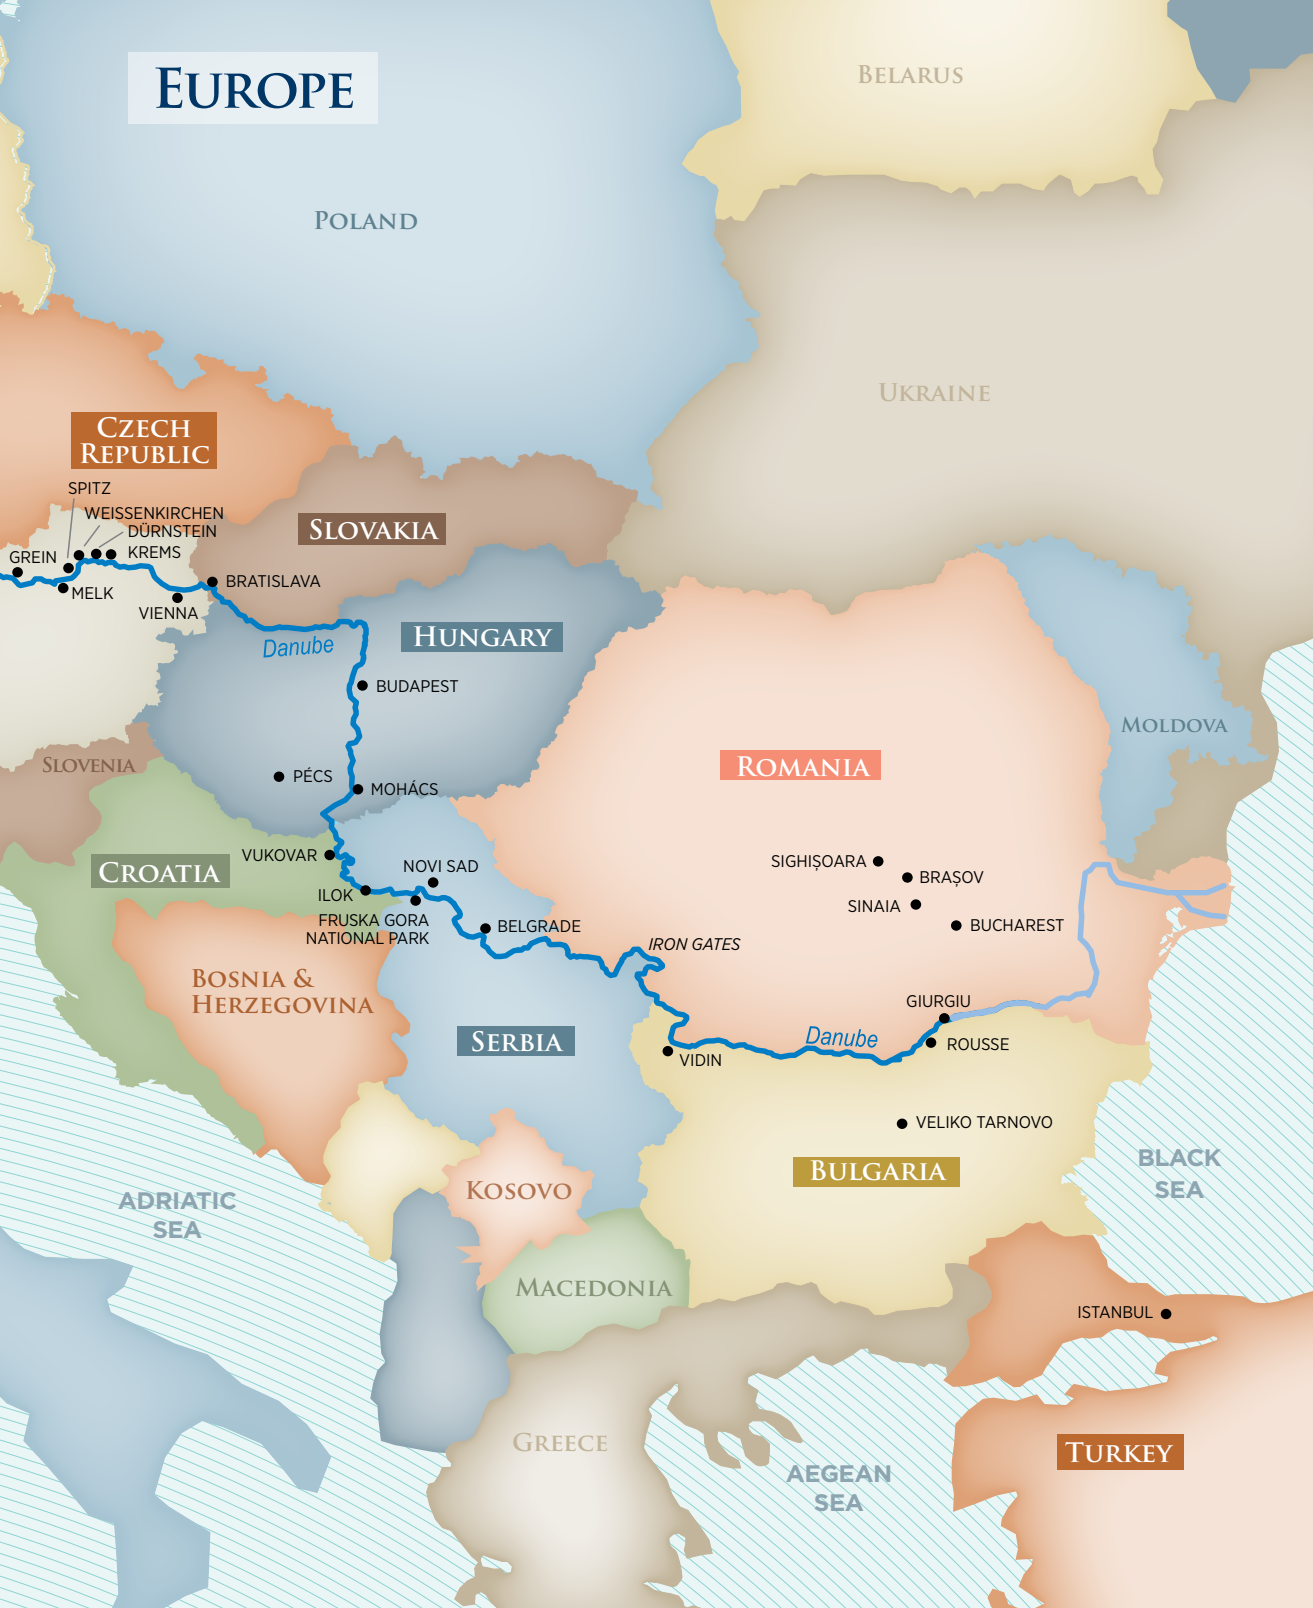 EUROPE
BELARUS
POLAND
UKRAINE
CZECH
REPUBLIC
SPITZ
WEISSENKIRCHEN
DÜRNSTEIN
KREMS
GREIN
MELK
VIENNA
SLOVAKIA
BRATISLAVA
Danube
HUNGARY
BUDAPEST
SLOVENIA
PÉCS
MOHÁCS
ROMANIA
MOLDOVA
CROATIA
VUKOVAR
ILOK
NOVI SAD
FRUSKA GORA
NATIONAL PARK
BELGRADE
SIGHIȘOARA
BRAȘOV
SINAIA
BUCHAREST
IRON GATES
BOSNIA &
HERZEGOVINA
SERBIA
GIURGIU
Danube
ROUSSE
VIDIN
VELIKO TARNOVO
BULGARIA
BLACK
SEA
ADRIATIC
SEA
KOSOVO
MACEDONIA
ISTANBUL
GREECE
TURKEY
AEGEAN
SEA